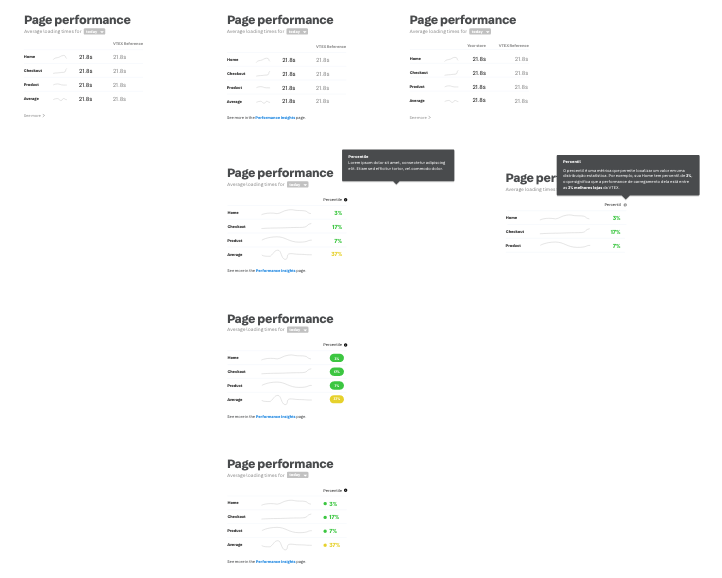 Page performance
Average loading times for today
VTEX Reference
Home 21.8s 21.8s
Checkout 21.8s 21.8s
Product 21.8s 21.8s
Average 21.8s 21.8s
See more >
Page performance
Average loading times for today
VTEX Reference
Home 21.8s 21.8s
Checkout 21.8s 21.8s
Product 21.8s 21.8s
Average 21.8s 21.8s
See more in the Performance Insights page.
Page performance
Average loading times for today
Your store VTEX Reference
Home 21.8s 21.8s
Checkout 21.8s 21.8s
Product 21.8s 21.8s
Average 21.8s 21.8s
See more >
Percentile
Lorem ipsum dolor sit amet, consectetur adipiscing
elit. Etiam sed efficitur tortor, vel commodo dolor.
Page performance
Average loading times for today
Percentile
Home 3%
Checkout 17%
Product 7%
Average 37%
See more in the Performance Insights page.
Percentil
O percentil é uma métrica que permite localizar um valor em uma
distribuição estatística. Por exemplo, sua Home tem percentil de 3%,
o que significa que a performance de carregamento dela está entre
as 3% melhores lojas da VTEX.
Page perf
Average loading times
Percentil
Home 3%
Checkout 17%
Product 7%
Page performance
Average loading times for today
Percentile
Home 3%
Checkout 17%
Product 7%
Average 37%
See more in the Performance Insights page.
Page performance
Average loading times for today
Percentile
Home 3%
Checkout 17%
Product 7%
Average 37%
See more in the Performance Insights page.